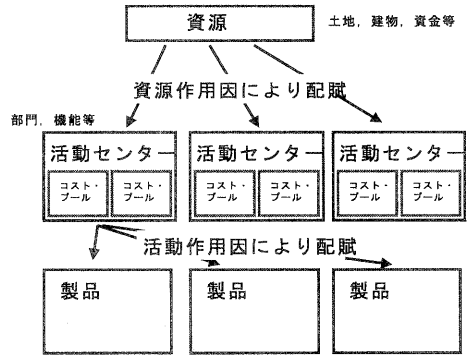 資源
土地，建物，資金等
資源作用因により配賦
部門，機能等
活動センター 活動センター 活動センター
コスト・プール コスト・プール コスト・プール コスト・プール コスト・プール コスト・プール
活動作用因により配賦
製品 製品 製品